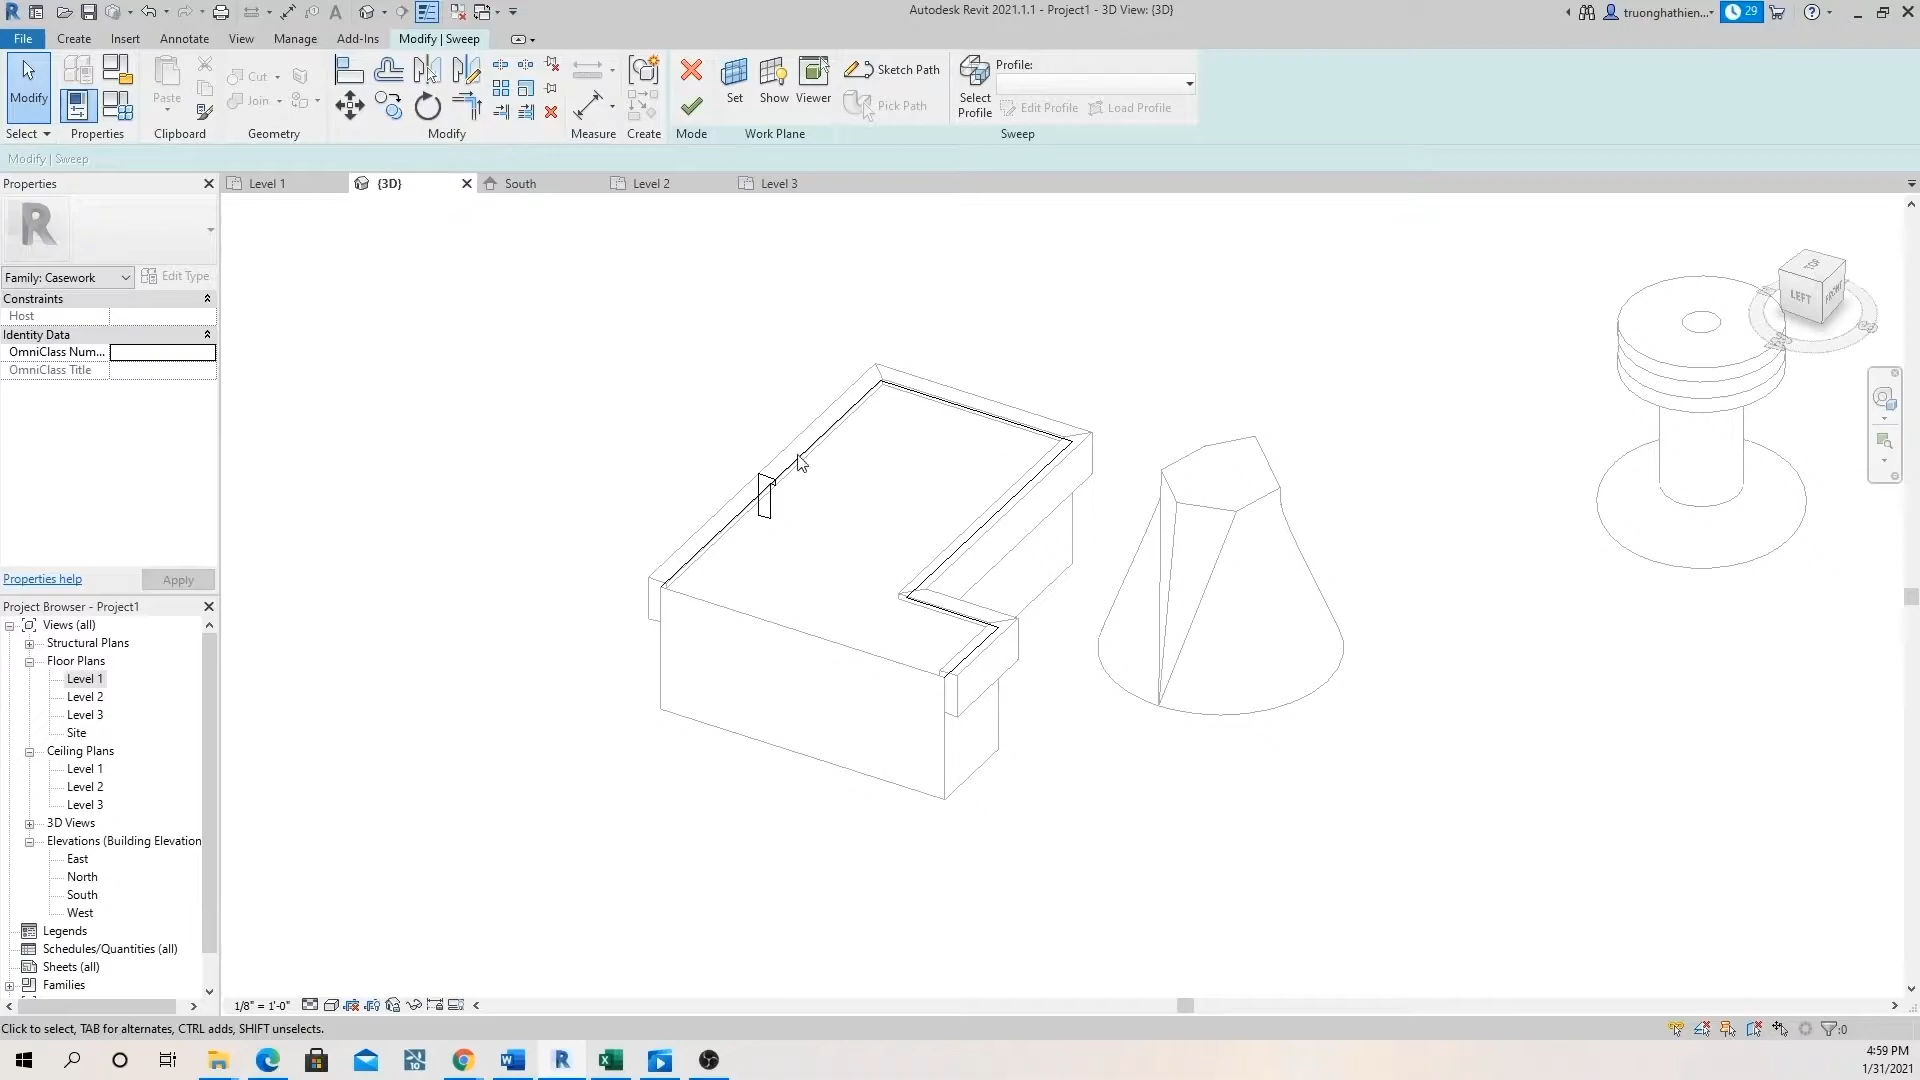 Autodesk Revit 2021.1.1 - Project1 - 3D View: {3D}
truonghathien...
29
File
Create
Insert
Annotate
View
Manage
Add-Ins
Modify | Sweep
Modify
Paste
Cut
Join
Set
Show
Viewer
Sketch Path
Pick Path
Select
Profile
Profile:
Edit Profile
Load Profile
Select
Properties
Clipboard
Geometry
Modify
Measure
Create
Mode
Work Plane
Sweep
Modify | Sweep
Properties
Level 1
{3D}
South
Level 2
Level 3
R
Family: Casework
Edit Type
Constraints
Host
Identity Data
OmniClass Num...
OmniClass Title
Properties help
Apply
TOP
LEFT
FRONT
Project Browser - Project1
Views (all)
Structural Plans
Floor Plans
Level 1
Level 2
Level 3
Site
Ceiling Plans
Level 1
Level 2
Level 3
3D Views
Elevations (Building Elevation
East
North
South
West
Legends
Schedules/Quantities (all)
Sheets (all)
Families
1/8" = 1'-0"
Click to select, TAB for alternates, CTRL adds, SHIFT unselects.
:0
4:59 PM
1/31/2021